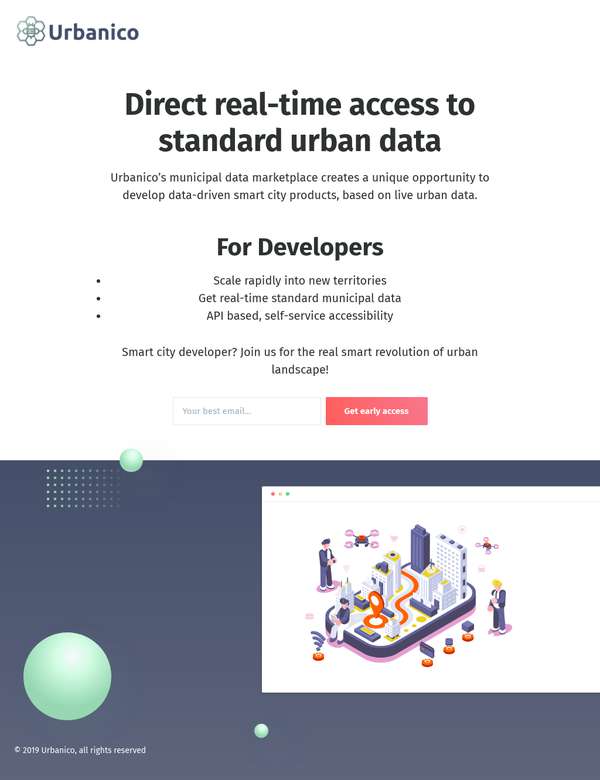 Urbanico
Direct real-time access to
standard urban data
Urbanico's municipal data marketplace creates a unique opportunity to
develop data-driven smart city products, based on live urban data.
For Developers
• Scale rapidly into new territories
• Get real-time standard municipal data
• API based, self-service accessibility
Smart city developer? Join us for the real smart revolution of urban
landscape!
Your best email...
Get early access
© 2019 Urbanico, all rights reserved